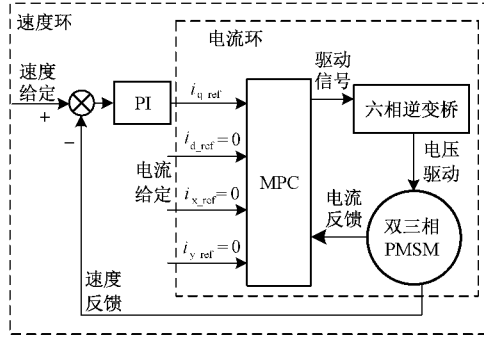 速度环
电流环
速度
给定
+
−
PI
i_q_ref
i_d_ref=0
电流
给定
i_x_ref=0
i_y_ref=0
MPC
驱动
信号
六相逆变桥
电压
驱动
电流
反馈
双三相
PMSM
速度
反馈